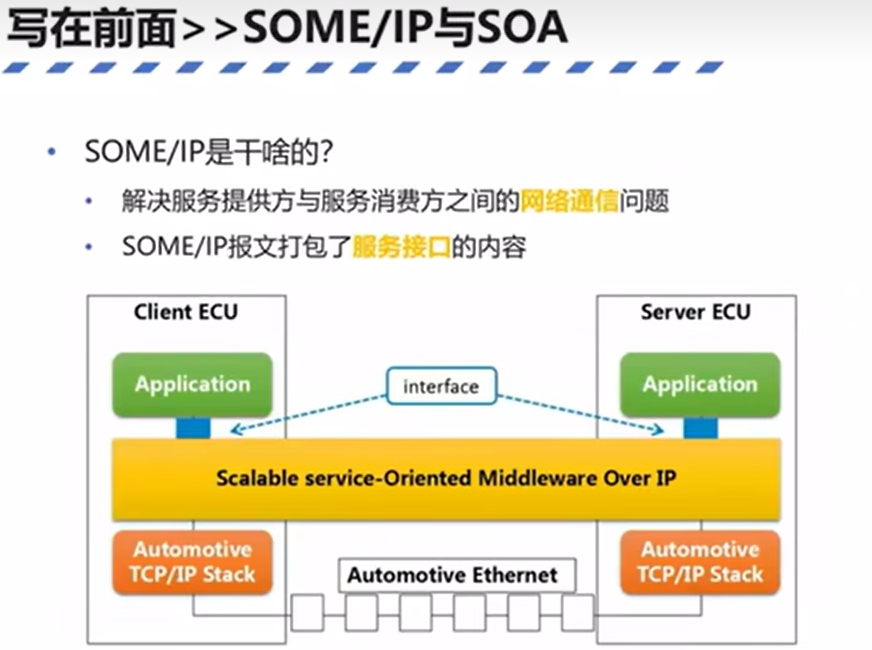 写在前面>>SOME/IP与SOA
SOME/IP是干啥的?
解决服务提供方与服务消费方之间的网络通信问题
SOME/IP报文打包了服务接口的内容
Client ECU
Server ECU
Application
interface
Application
Scalable service-Oriented Middleware Over IP
Automotive
TCP/IP Stack
Automotive Ethernet
Automotive
TCP/IP Stack